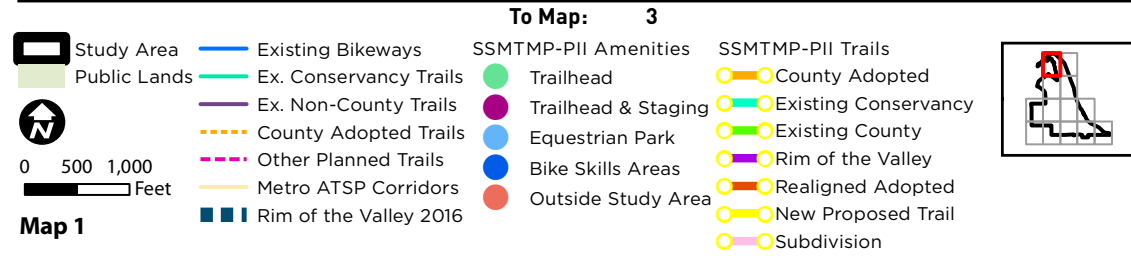 To Map: 3
Study Area
Public Lands
N
0 500 1,000
Feet
Map 1
Existing Bikeways
Ex. Conservancy Trails
Ex. Non-County Trails
County Adopted Trails
Other Planned Trails
Metro ATSP Corridors
Rim of the Valley 2016
SSMTMP-PII Amenities
Trailhead
Trailhead & Staging
Equestrian Park
Bike Skills Areas
Outside Study Area
SSMTMP-PII Trails
County Adopted
Existing Conservancy
Existing County
Rim of the Valley
Realigned Adopted
New Proposed Trail
Subdivision